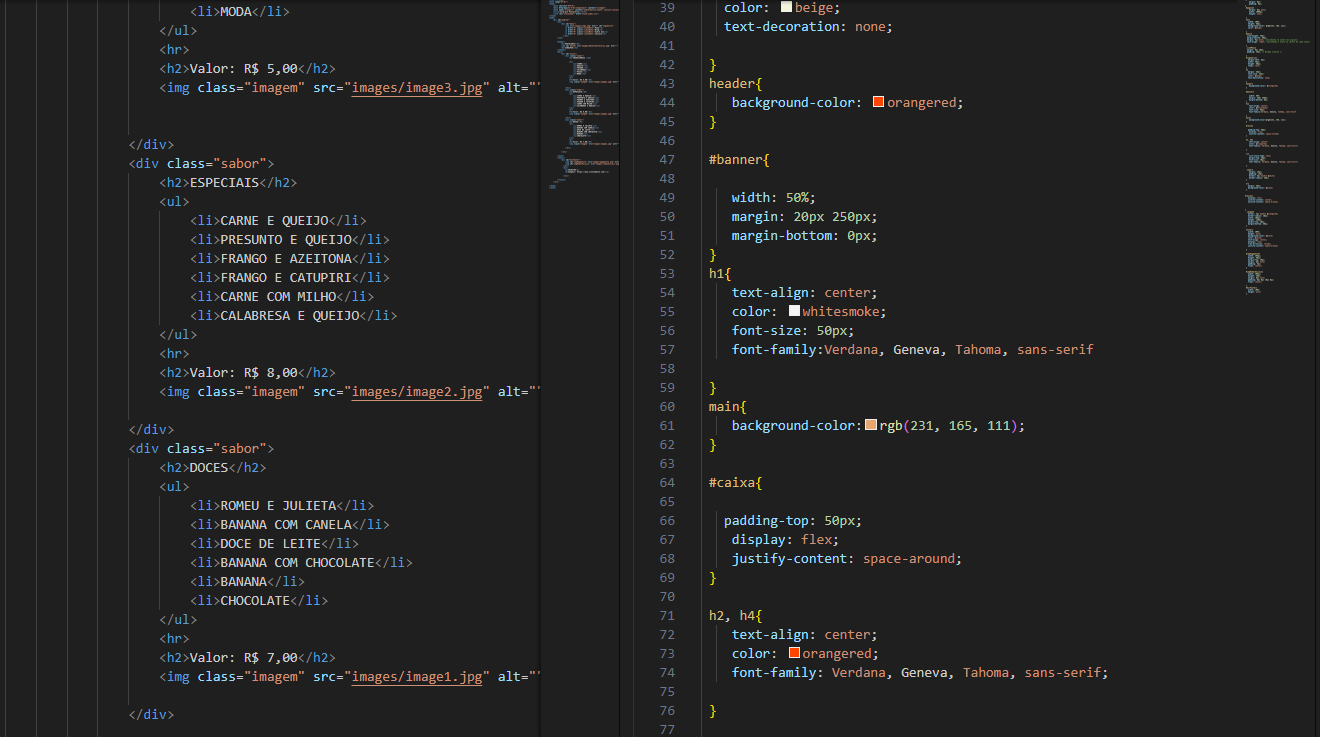 <li>MODA</li>
</ul>
<hr>
<h2>Valor: R$ 5,00</h2>
<img class="imagem" src="images/image3.jpg" alt=""
</div>
<div class="sabor">
<h2>ESPECIAIS</h2>
<ul>
<li>CARNE E QUEIJO</li>
<li>PRESUNTO E QUEIJO</li>
<li>FRANGO E AZEITONA</li>
<li>FRANGO E CATUPIRI</li>
<li>CARNE COM MILHO</li>
<li>CALABRESA E QUEIJO</li>
</ul>
<hr>
<h2>Valor: R$ 8,00</h2>
<img class="imagem" src="images/image2.jpg" alt=""
</div>
<div class="sabor">
<h2>DOCES</h2>
<ul>
<li>ROMEU E JULIETA</li>
<li>BANANA COM CANELA</li>
<li>DOCE DE LEITE</li>
<li>BANANA COM CHOCOLATE</li>
<li>BANANA</li>
<li>CHOCOLATE</li>
</ul>
<hr>
<h2>Valor: R$ 7,00</h2>
<img class="imagem" src="images/image1.jpg" alt=""
</div>
39 color: beige;
40 text-decoration: none;
41
42 }
43 header{
44 background-color: orangered;
45 }
46
47 #banner{
48
49 width: 50%;
50 margin: 20px 250px;
51 margin-bottom: 0px;
52 }
53 h1{
54 text-align: center;
55 color: whitesmoke;
56 font-size: 50px;
57 font-family:Verdana, Geneva, Tahoma, sans-serif
58
59 }
60 main{
61 background-color: rgb(231, 165, 111);
62 }
63
64 #caixa{
65
66 padding-top: 50px;
67 display: flex;
68 justify-content: space-around;
69 }
70
71 h2, h4{
72 text-align: center;
73 color: orangered;
74 font-family: Verdana, Geneva, Tahoma, sans-serif;
75
76 }
77